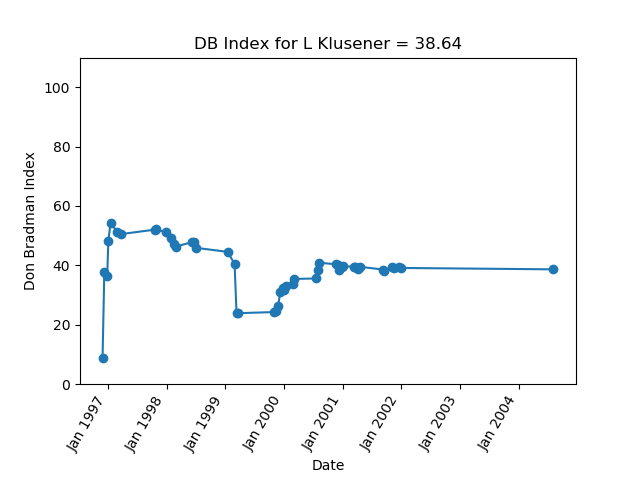 DB Index for L Klusener = 38.64
Don Bradman Index
100
80
60
40
20
0
Jan 1997
Jan 1998
Jan 1999
Jan 2000
Jan 2001
Jan 2002
Jan 2003
Jan 2004
Date